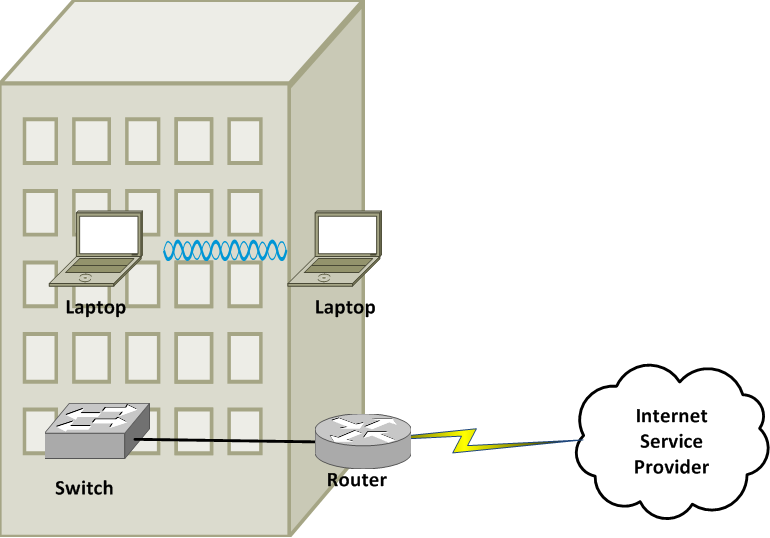 Laptop
Laptop
Internet
Service
Provider
Switch
Router